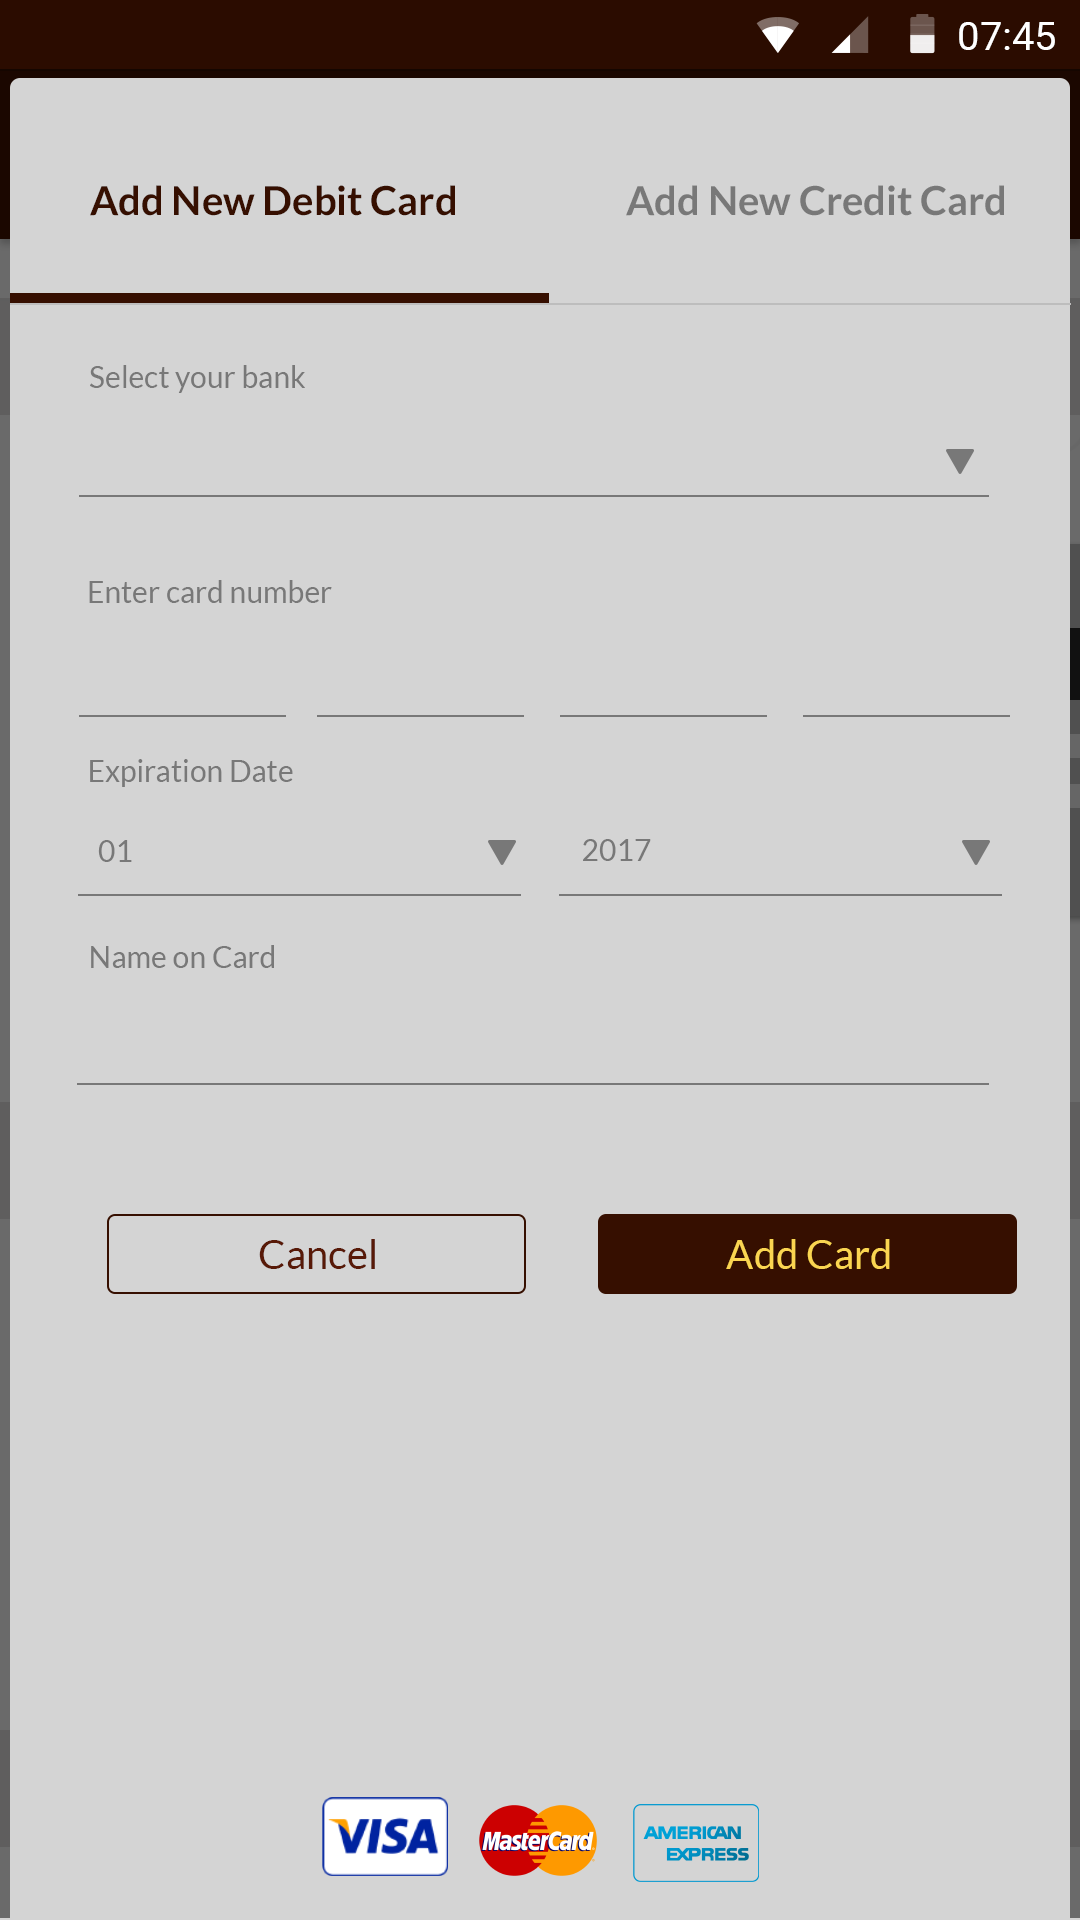 07:45
Add New Debit Card
Add New Credit Card
Select your bank
Enter card number
Expiration Date
01
2017
Name on Card
Cancel
Add Card
VISA
MasterCard
AMERICAN
EXPRESS